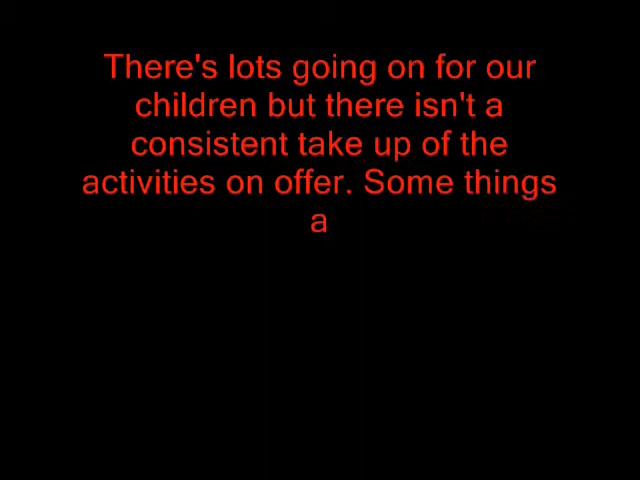 There's lots going on for our
children but there isn't a
consistent take up of the
activities on offer. Some things
a